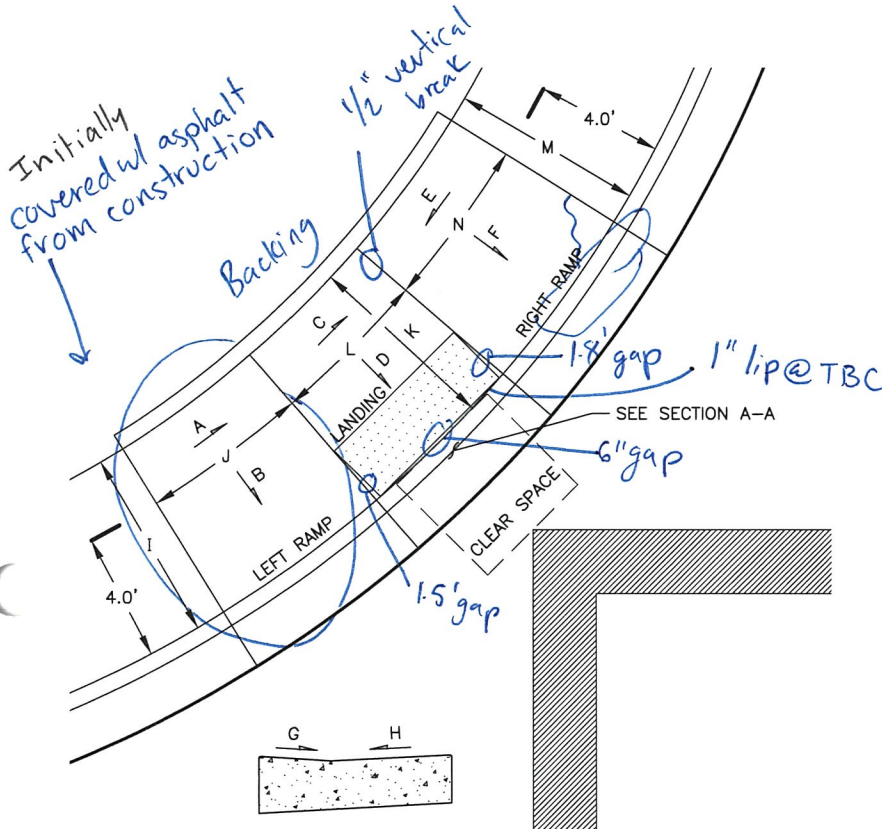 Initially
covered w/ asphalt
from construction
1/2" vertical
break
Backing
4.0'
M
E
N
F
RIGHT RAMP
C
K
L
D
LANDING
1.8' gap
1" lip @ TBC
SEE SECTION A-A
6" gap
CLEAR SPACE
A
J
B
I
LEFT RAMP
4.0'
1.5' gap
G
H